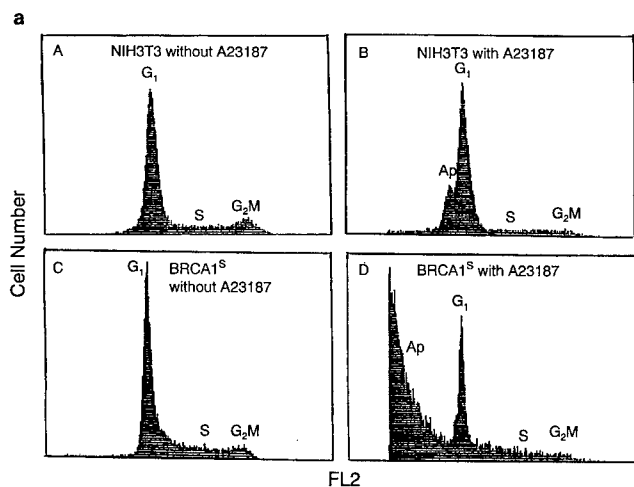 a
A NIH3T3 without A23187
G₁
S
G₂M
B NIH3T3 with A23187
G₁
Ap
S
G₂M
Cell Number
C BRCA1ˢ
without A23187
G₁
S
G₂M
D BRCA1ˢ with A23187
G₁
Ap
S
G₂M
FL2